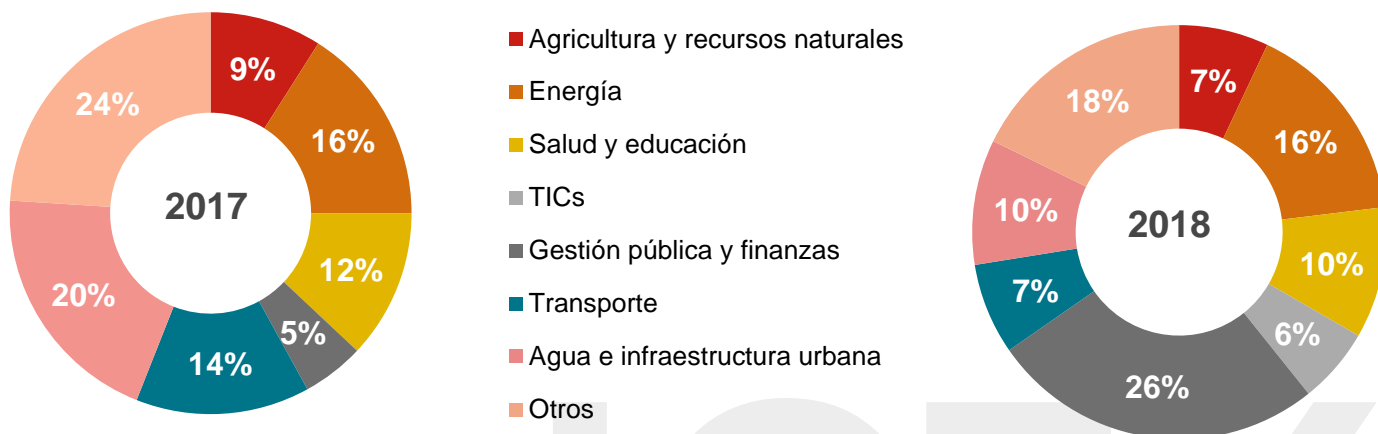 9%
16%
12%
5%
14%
20%
24%
2017
Agricultura y recursos naturales
Energía
Salud y educación
TICs
Gestión pública y finanzas
Transporte
Agua e infraestructura urbana
Otros
7%
16%
10%
6%
26%
7%
10%
18%
2018